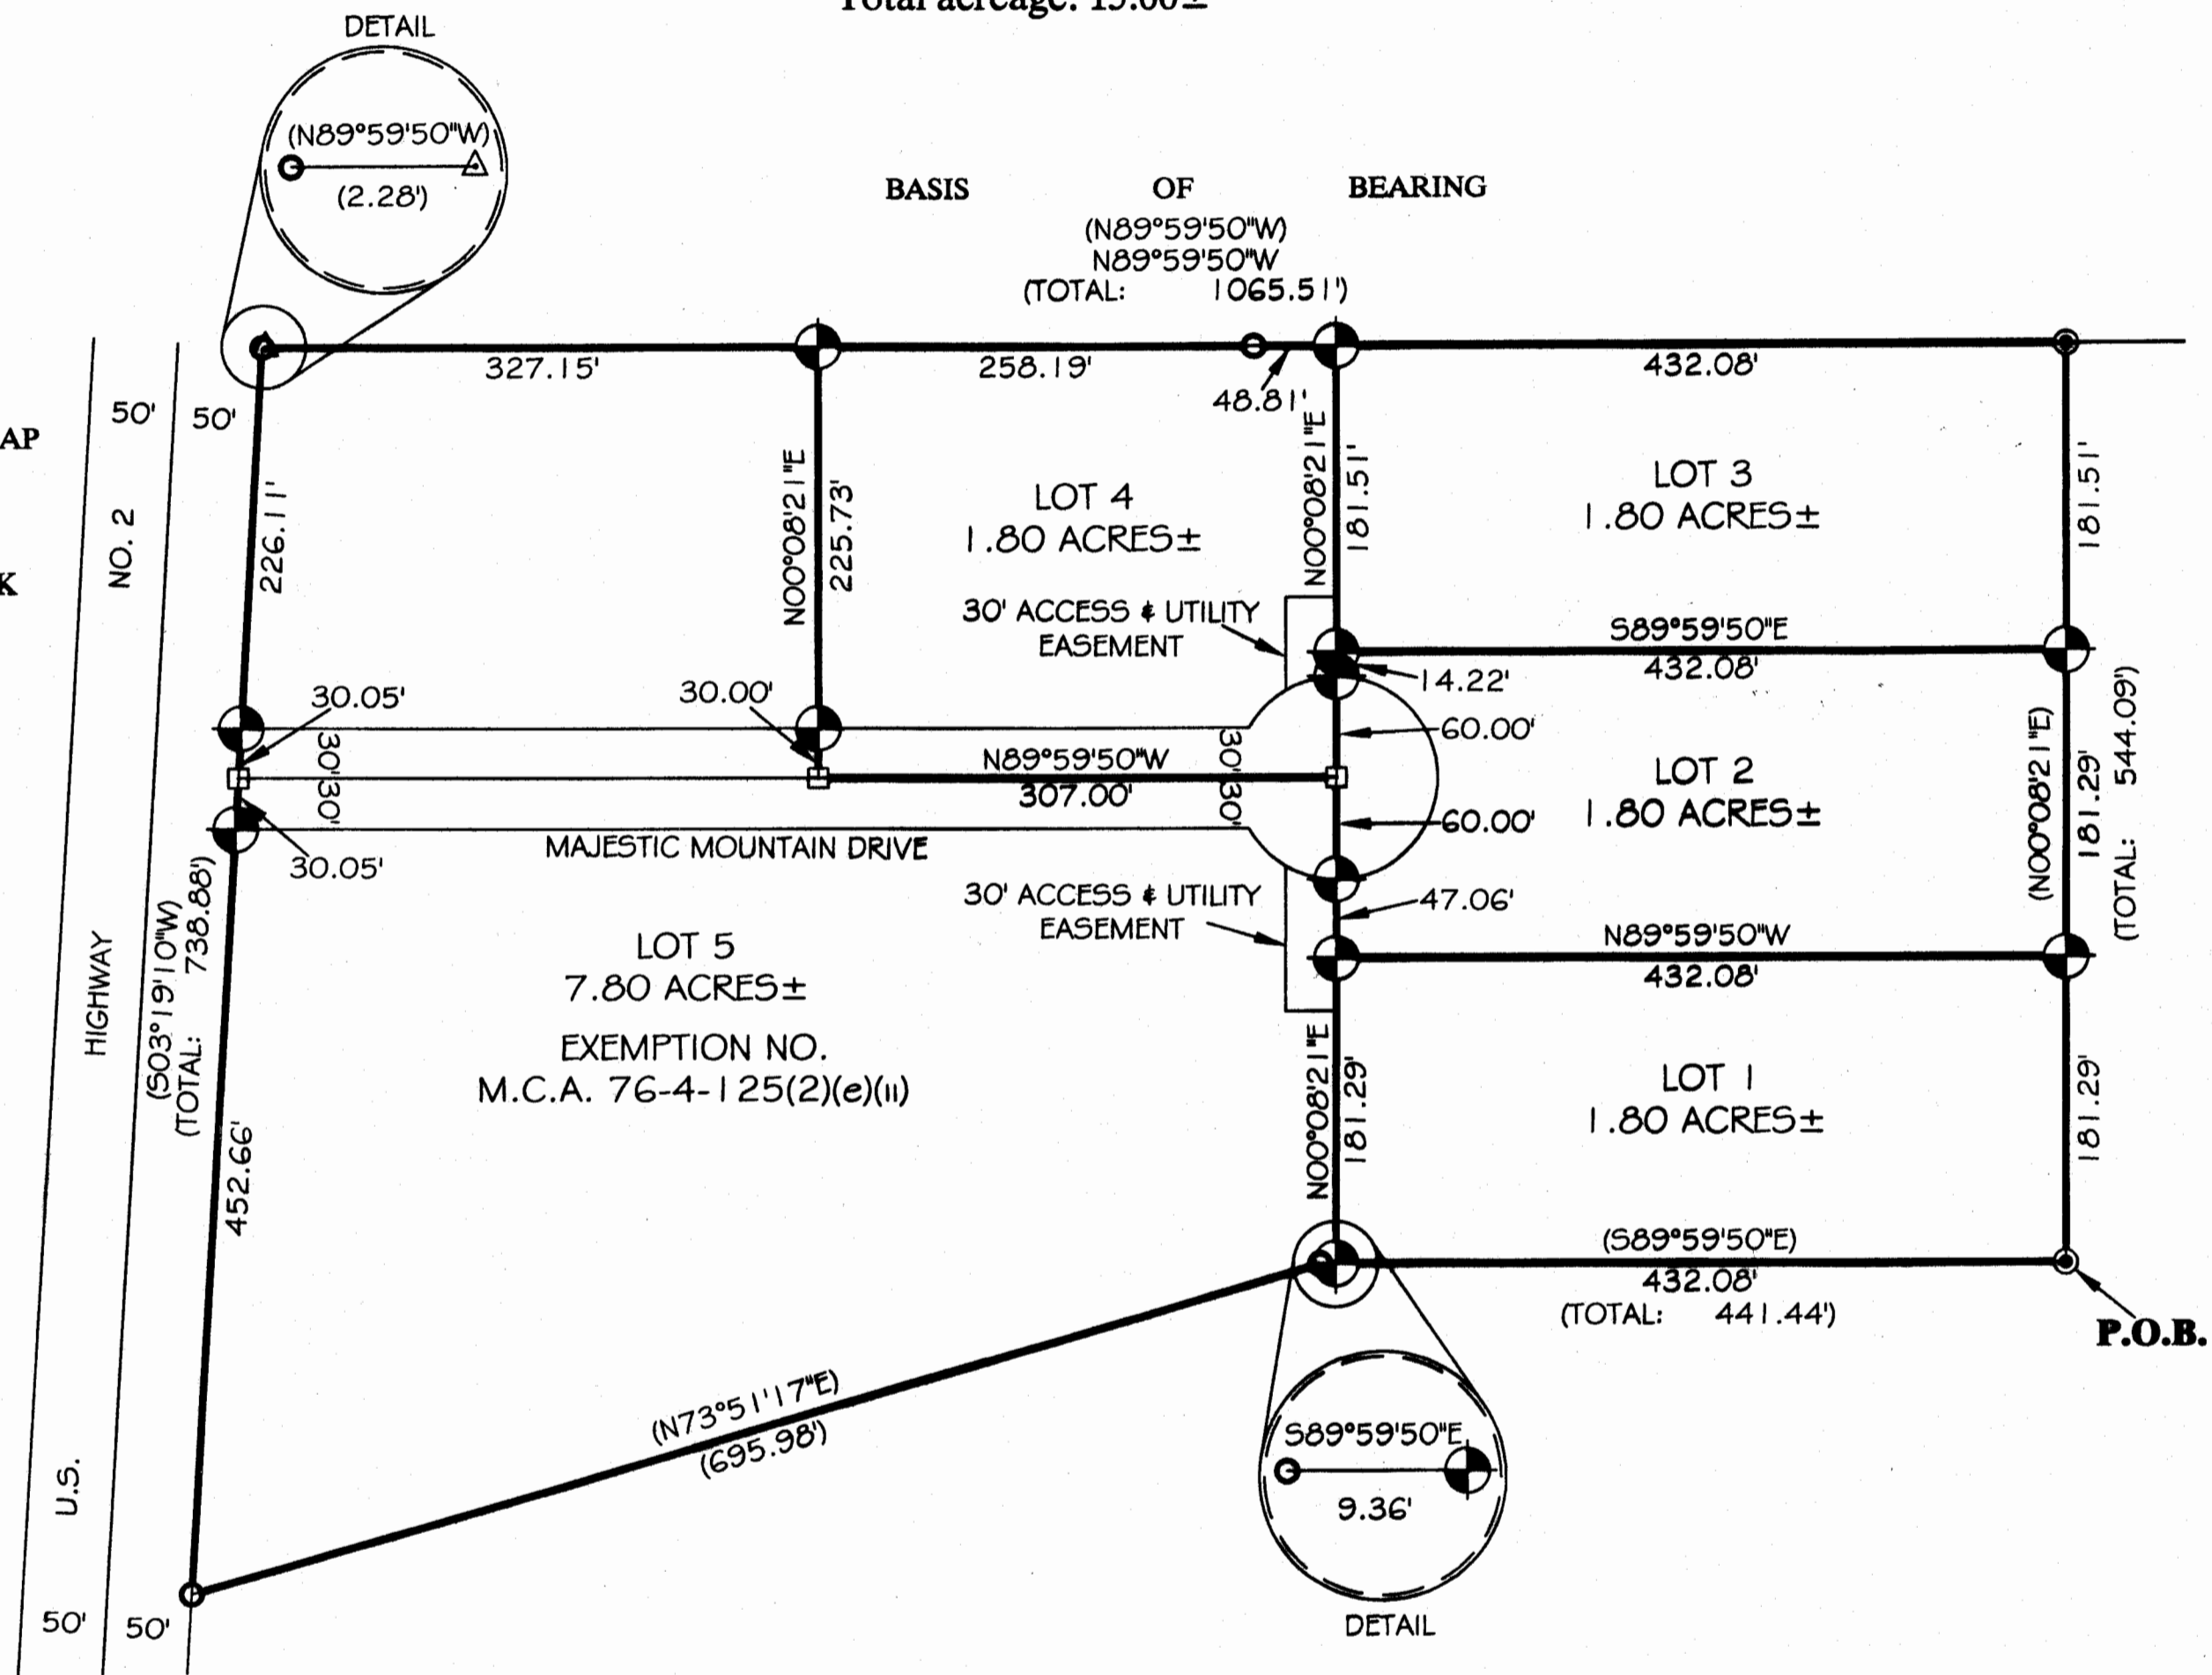 Total acreage: 15.00±
DETAIL
(N89°59'50"W)
(2.28')
BASIS OF BEARING
(N89°59'50"W)
N89°59'50"W
(TOTAL: 1065.51')
327.15'
258.19'
48.81'
432.08'
50'
50'
AP
K
NO. 2
HIGHWAY
U.S.
50'
50'
226.11'
N00°08'21"E
225.73'
LOT 4
1.80 ACRES±
N00°08'21"E
181.51'
LOT 3
1.80 ACRES±
181.51'
30' ACCESS & UTILITY
EASEMENT
S89°59'50"E
432.08'
14.22'
30.05'
30.00'
60.00'
30'
30'
N89°59'50"W
307.00'
30'
30'
LOT 2
1.80 ACRES±
60.00'
(N00°08'21"E)
181.29'
(TOTAL: 544.09')
MAJESTIC MOUNTAIN DRIVE
30.05'
30' ACCESS & UTILITY
EASEMENT
47.06'
N89°59'50"W
432.08'
(S03°19'10"W)
(TOTAL: 738.88')
452.66'
LOT 5
7.80 ACRES±
EXEMPTION NO.
M.C.A. 76-4-125(2)(e)(ii)
N00°08'21"E
181.29'
LOT 1
1.80 ACRES±
181.29'
(S89°59'50"E)
432.08'
(TOTAL: 441.44')
P.O.B.
(N73°51'17"E)
(695.98')
S89°59'50"E
9.36'
DETAIL